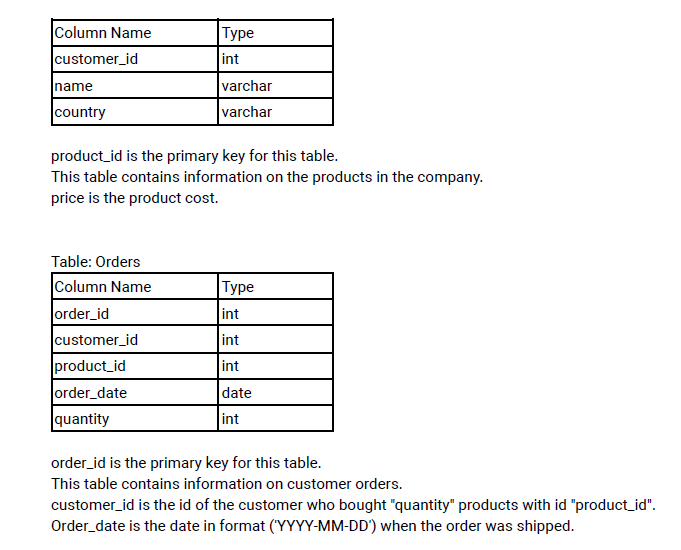 Column Name Type
customer_id int
name varchar
country varchar
product_id is the primary key for this table.
This table contains information on the products in the company.
price is the product cost.
Table: Orders
Column Name Type
order_id int
customer_id int
product_id int
order_date date
quantity int
order_id is the primary key for this table.
This table contains information on customer orders.
customer_id is the id of the customer who bought "quantity" products with id "product_id".
Order_date is the date in format ('YYYY-MM-DD') when the order was shipped.